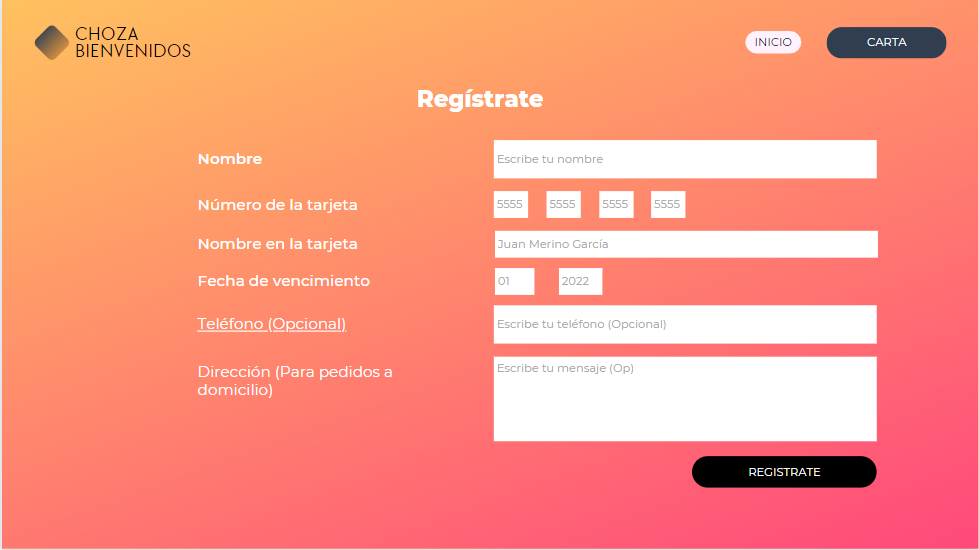 CHOZA
BIENVENIDOS
INICIO
CARTA
Regístrate
Nombre
Escribe tu nombre
Número de la tarjeta
5555 5555 5555 5555
Nombre en la tarjeta
Juan Merino García
Fecha de vencimiento
01 2022
Teléfono (Opcional)
Escribe tu teléfono (Opcional)
Dirección (Para pedidos a
domicilio)
Escribe tu mensaje (Op)
REGISTRATE